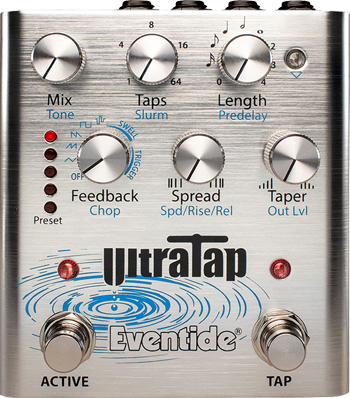 8
4 16
1 64
0 2 3 4
Mix Taps Length
Tone Slurm Predelay
SWELL
TRIGGER
OFF
Feedback Spread Taper
Chop Spd/Rise/Rel Out Lvl
Preset
UltraTap
Eventide®
ACTIVE TAP